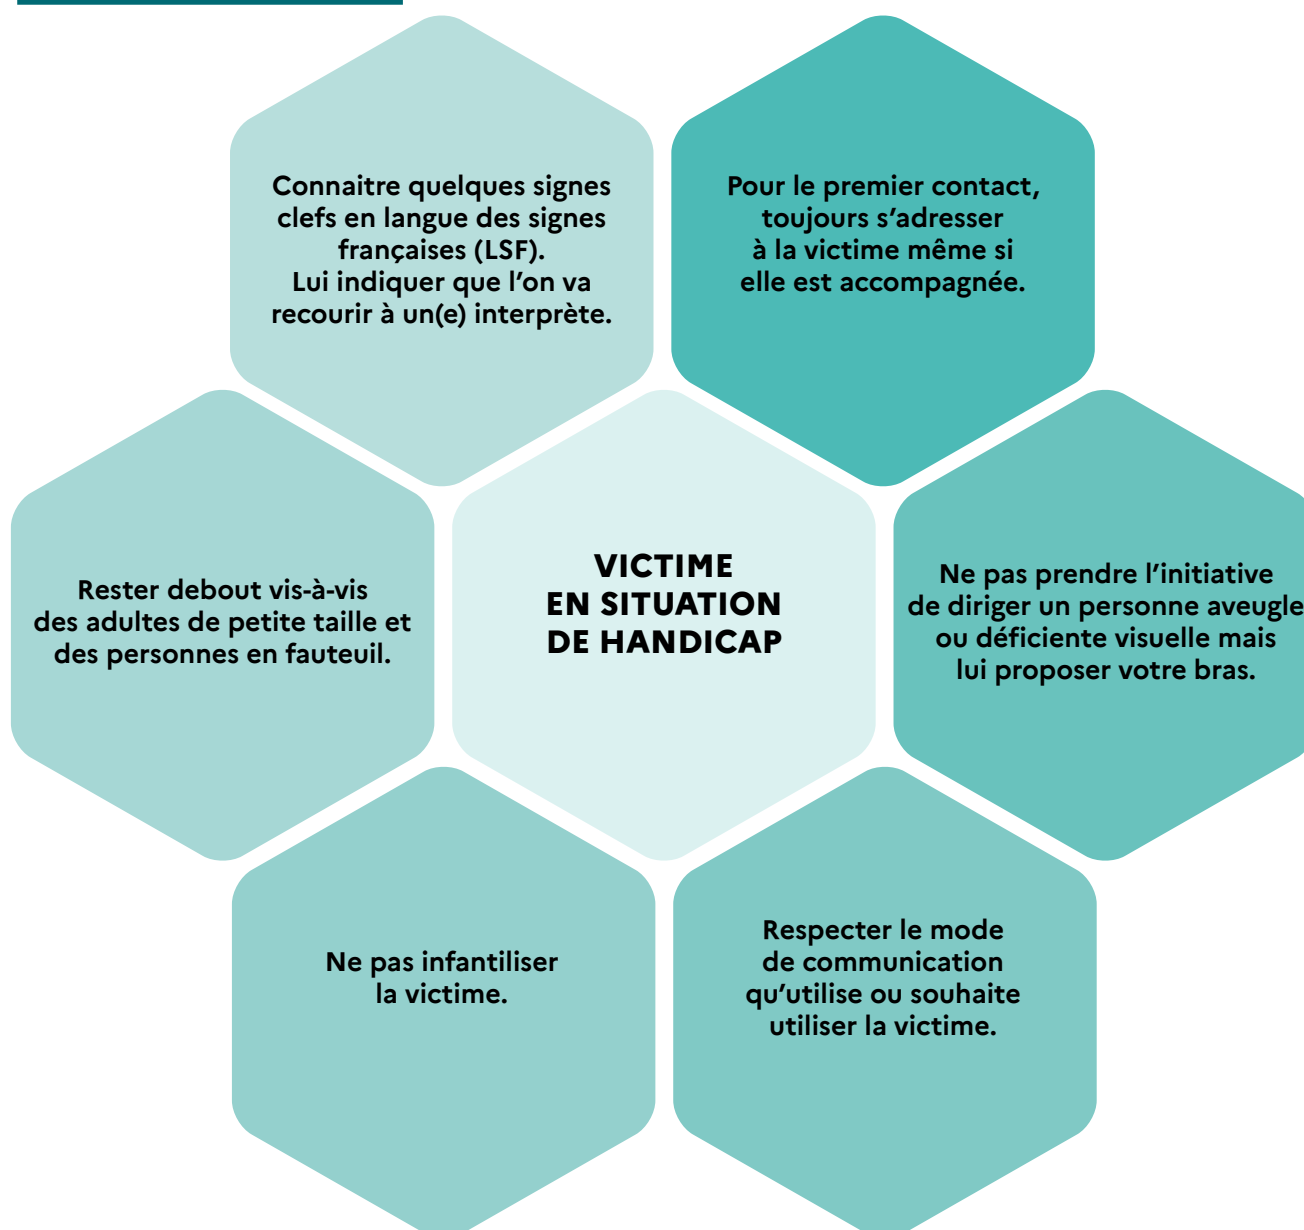 Connaitre quelques signes
clefs en langue des signes
françaises (LSF).
Lui indiquer que l’on va
recourir à un(e) interprète.
Pour le premier contact,
toujours s’adresser
à la victime même si
elle est accompagnée.
Rester debout vis-à-vis
des adultes de petite taille et
des personnes en fauteuil.
VICTIME
EN SITUATION
DE HANDICAP
Ne pas prendre l’initiative
de diriger un personne aveugle
ou déficiente visuelle mais
lui proposer votre bras.
Ne pas infantiliser
la victime.
Respecter le mode
de communication
qu’utilise ou souhaite
utiliser la victime.